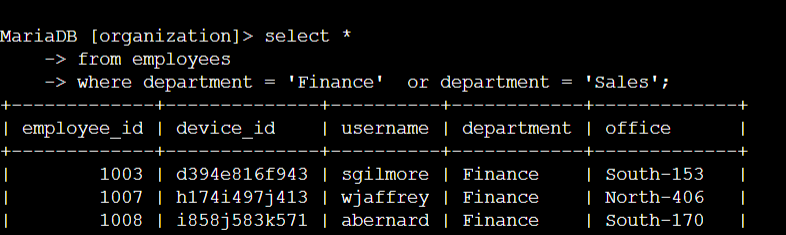 MariaDB [organization]> select *
    -> from employees
    -> where department = 'Finance'  or department = 'Sales';
+-------------+--------------+----------+------------+-------------+
| employee_id | device_id    | username | department | office      |
+-------------+--------------+----------+------------+-------------+
|        1003 | d394e816f943 | sgilmore | Finance    | South-153   |
|        1007 | h174i497j413 | wjaffrey | Finance    | North-406   |
|        1008 | i858j583k571 | abernard | Finance    | South-170   |